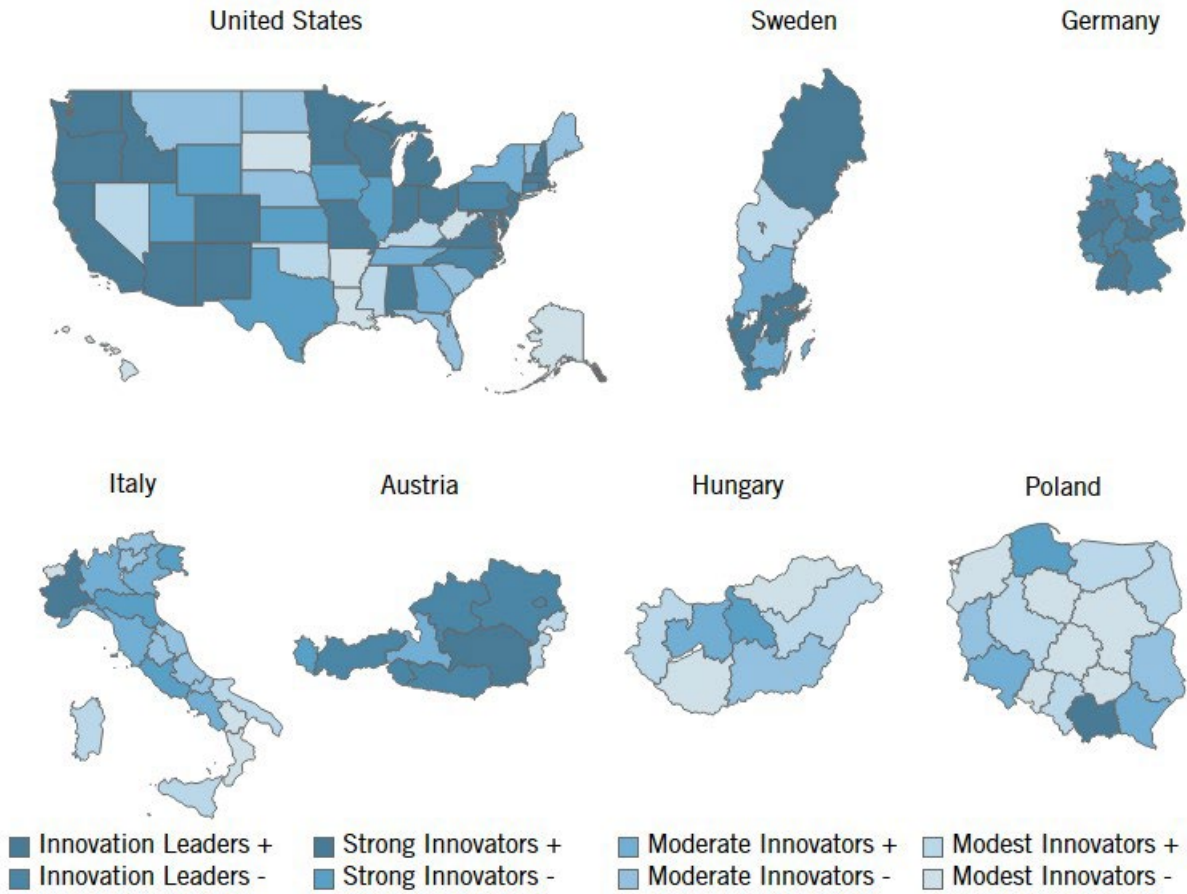 United States
Sweden
Germany
Italy
Austria
Hungary
Poland
Innovation Leaders +
Strong Innovators +
Moderate Innovators +
Modest Innovators +
Innovation Leaders -
Strong Innovators -
Moderate Innovators -
Modest Innovators -